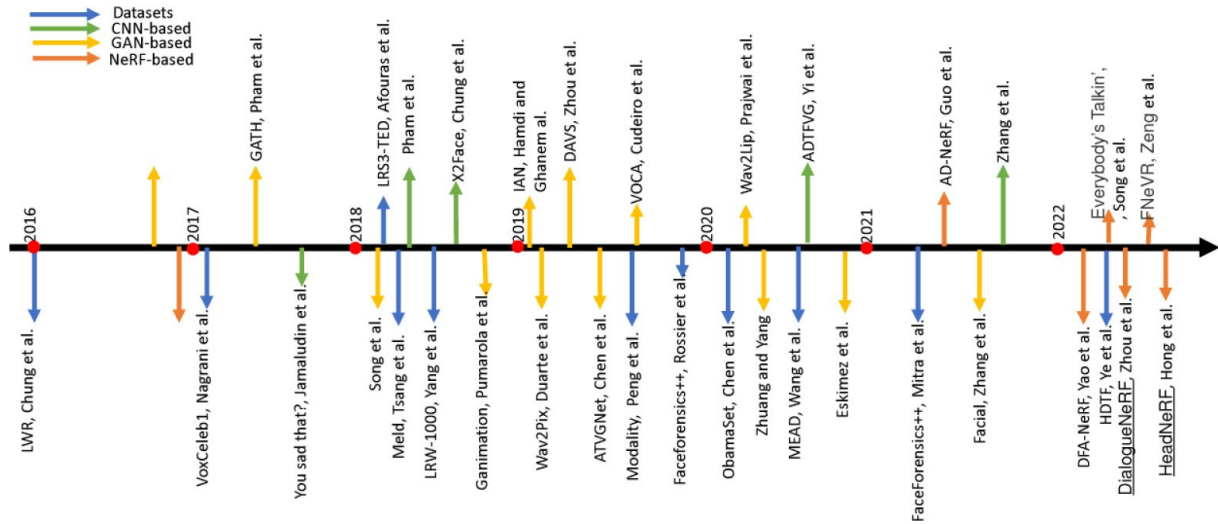 Datasets
CNN-based
GAN-based
NeRF-based
2016
2017
2018
2019
2020
2021
2022
GATH, Pham et al.
LRS3-TED, Afouras et al.
Pham et al.
X2Face, Chung et al.
IAN, Hamdi and
Ghanem al.
DAVS, Zhou et al.
VOCA, Cudeiro et al.
Wav2Lip, Prajwai et al.
ADTFVG, Yi et al.
AD-NeRF, Guo et al.
Zhang et al.
Everybody's Talkin',
, Song et al.
FNeVR, Zeng et al.
LWR, Chung et al.
VoxCeleb1, Nagrani et al.
You sad that?, Jamaludin et al.
Song et al.
Meld, Tsang et al.
LRW-1000, Yang et al.
Ganimation, Pumarola et al.
Wav2Pix, Duarte et al.
ATVGNet, Chen et al.
Modality, Peng et al.
Faceforensics++, Rossier et al.
ObamaSet, Chen et al.
Zhuang and Yang
MEAD, Wang et al.
Eskimez et al.
FaceForensics++, Mitra et al.
Facial, Zhang et al.
DFA-NeRF, Yao et al.
HDTF, Ye et al.
DialogueNeRF, Zhou et al.
HeadNeRF, Hong et al.